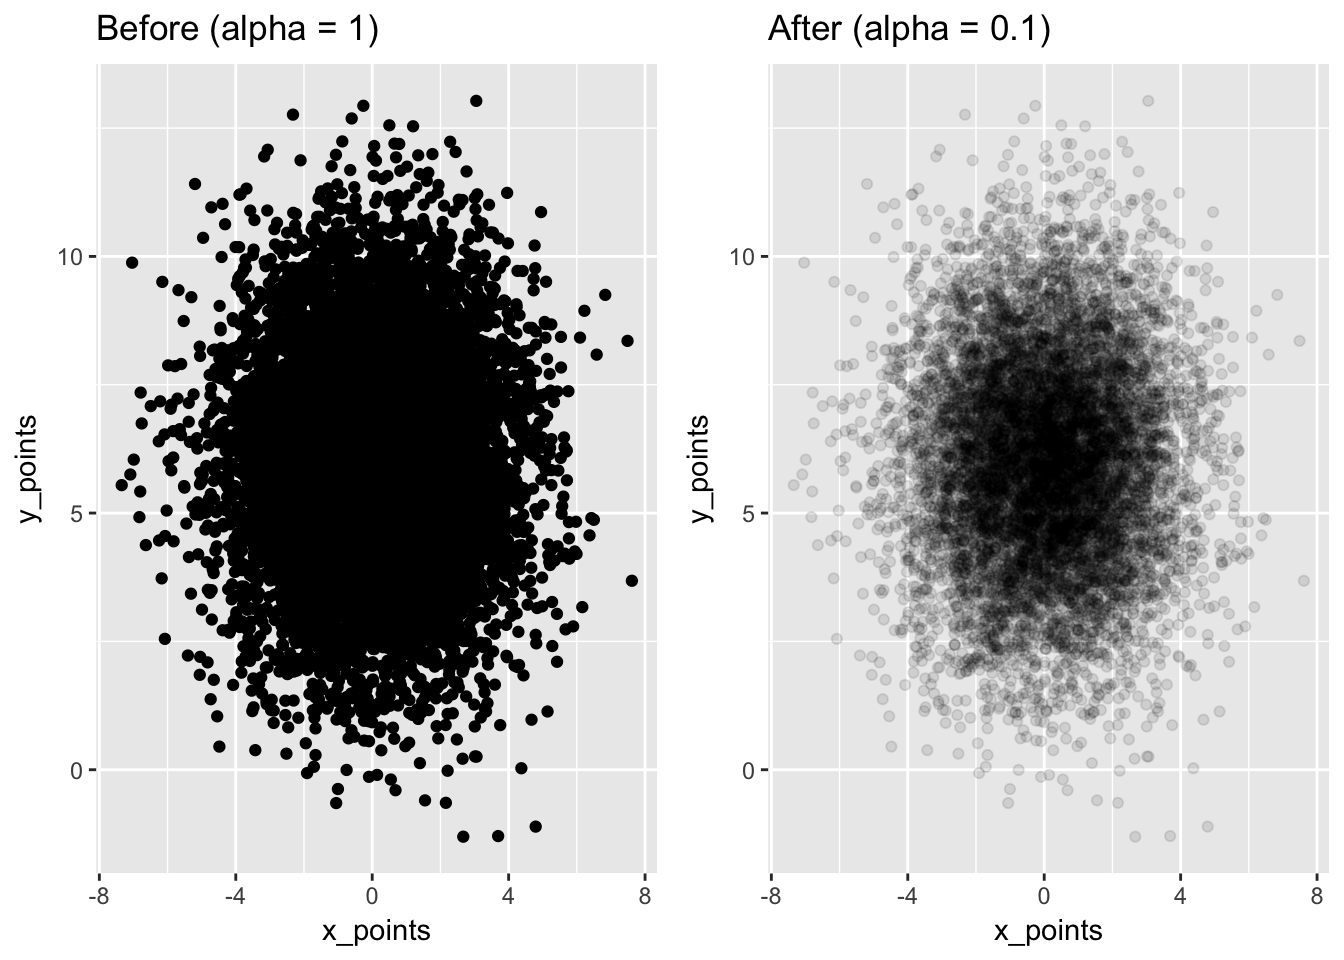 Before (alpha = 1)
y_points
10
5
0
-8 -4 0 4 8
x_points
After (alpha = 0.1)
y_points
10
5
0
-8 -4 0 4 8
x_points